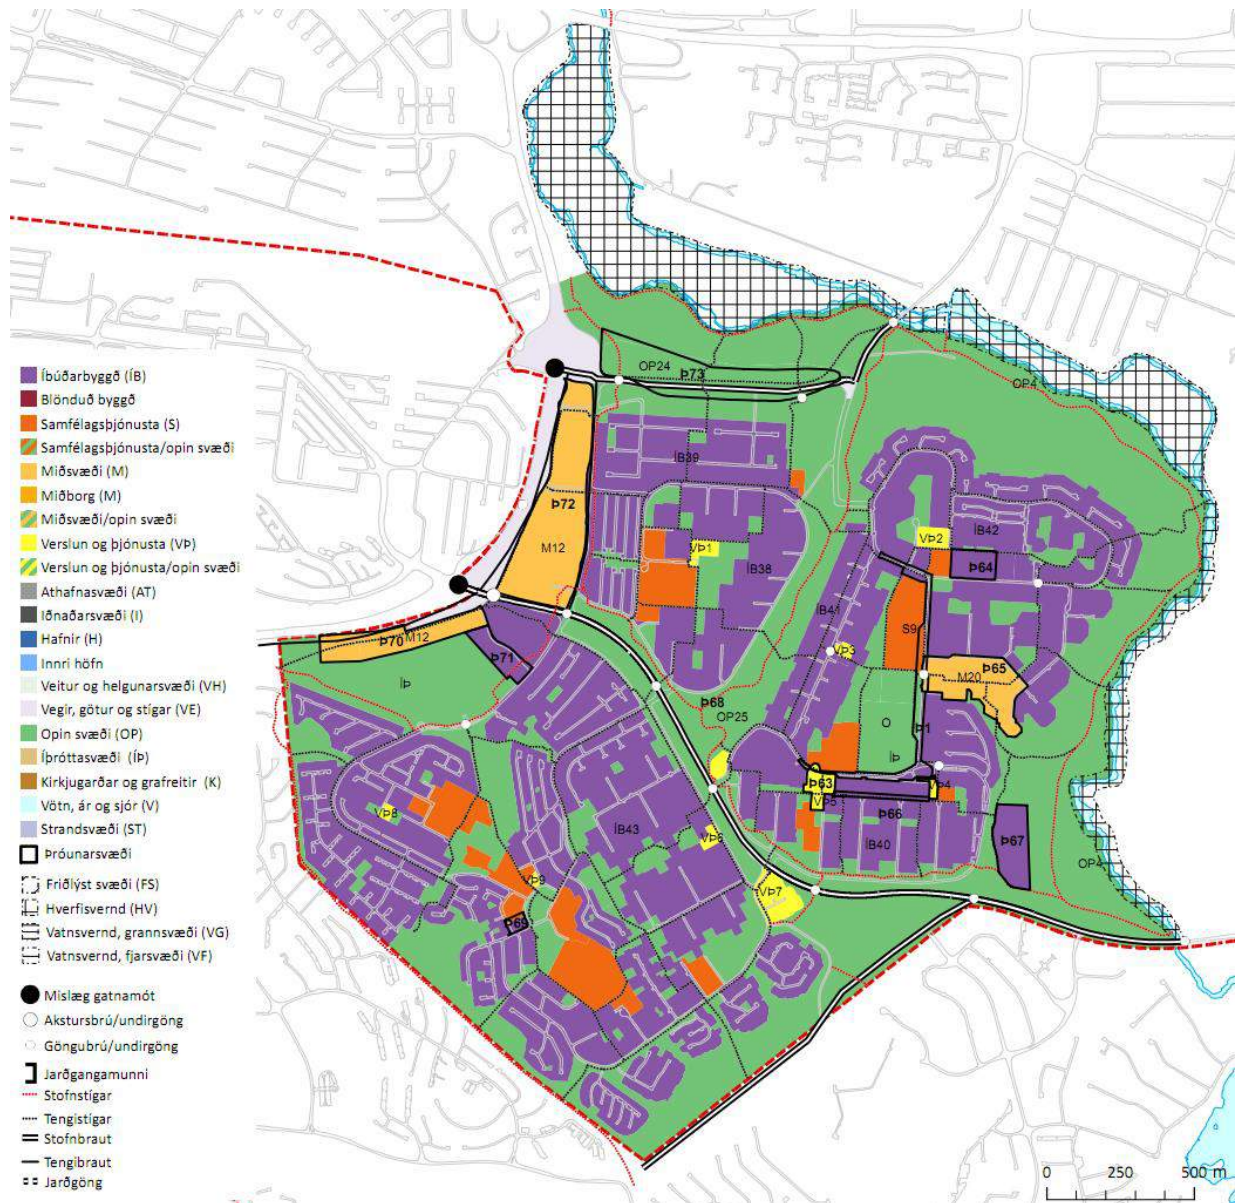 Íbúðarbyggð (ÍB)
Blönduð byggð
Samfélagsþjónusta (S)
Samfélagsþjónusta/opin svæði
Miðsvæði (M)
Miðborg (M)
Miðsvæði/opin svæði
Verslun og þjónusta (VÞ)
Verslun og þjónusta/opin svæði
Athafnasvæði (AT)
Iðnaðarsvæði (I)
Hafnir (H)
Innri höfn
Veitur og helgunarsvæði (VH)
Vegir, götur og stígar (VE)
Opin svæði (OP)
Íþróttasvæði (ÍÞ)
Kirkjugarðar og grafreitir (K)
Vötn, ár og sjór (V)
Strandsvæði (ST)
Þróunarsvæði
Friðlýst svæði (FS)
Hverfisvernd (HV)
Vatnsvernd, grannsvæði (VG)
Vatnsvernd, fjarsvæði (VF)
Mislæg gatnamót
Akstursbrú/undirgöng
Göngubrú/undirgöng
Jarðgangamunni
Stofnstígar
Tengistígar
Stofnbraut
Tengibraut
Jarðgöng
OP24
Þ73
OP4
ÍB39
Þ72
M12
VÞ1
ÍB38
VÞ2
ÍB42
Þ64
ÍB41
S9
M12
Þ70
Þ71
VÞ3
Þ65
M20
ÍÞ
Þ68
OP25
O
Þ1
ÍÞ
Þ63
VÞ4
VÞ5
Þ66
VÞ8
ÍB43
VÞ6
ÍB40
Þ67
OP4
VÞ9
VÞ7
Þ69
0 250 500 m